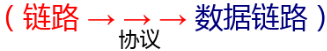 （链路 → → → 数据链路）
协议